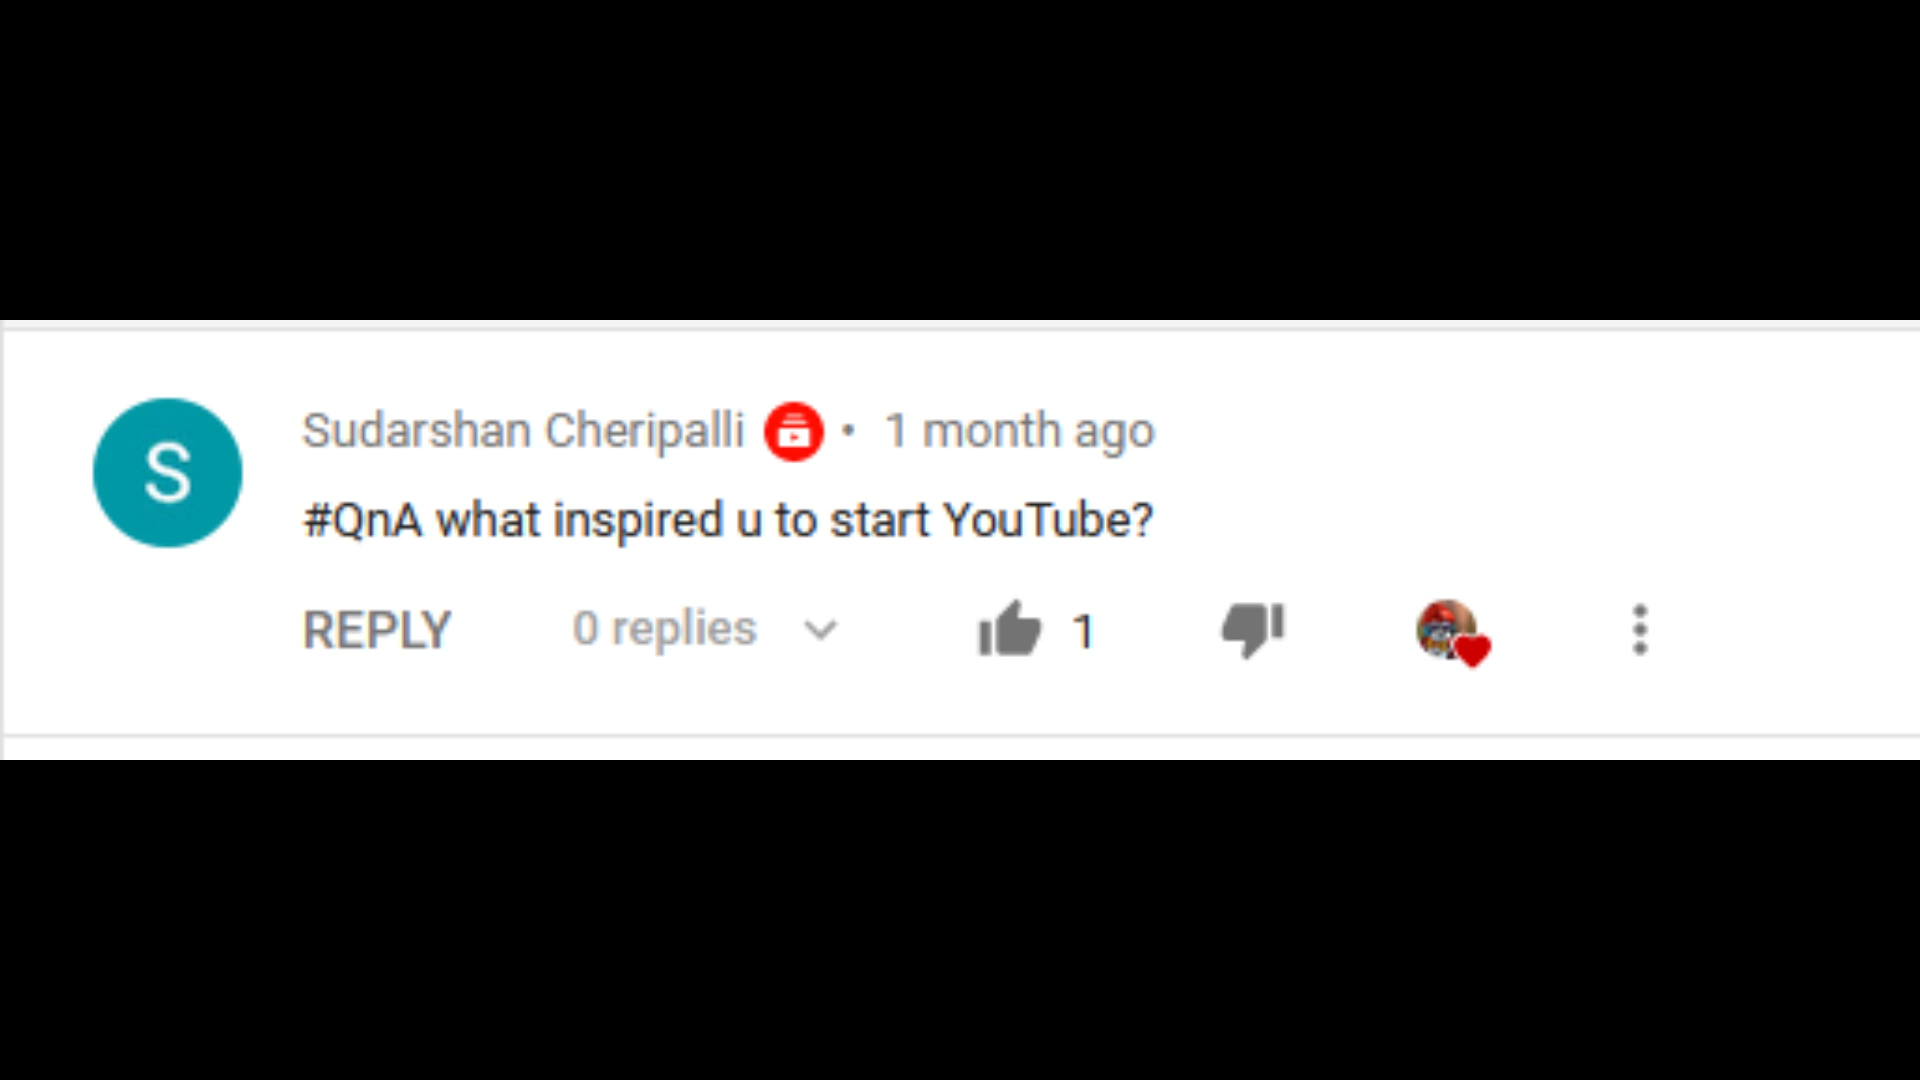 S
Sudarshan Cheripalli • 1 month ago
#QnA what inspired u to start YouTube?
REPLY 0 replies 1